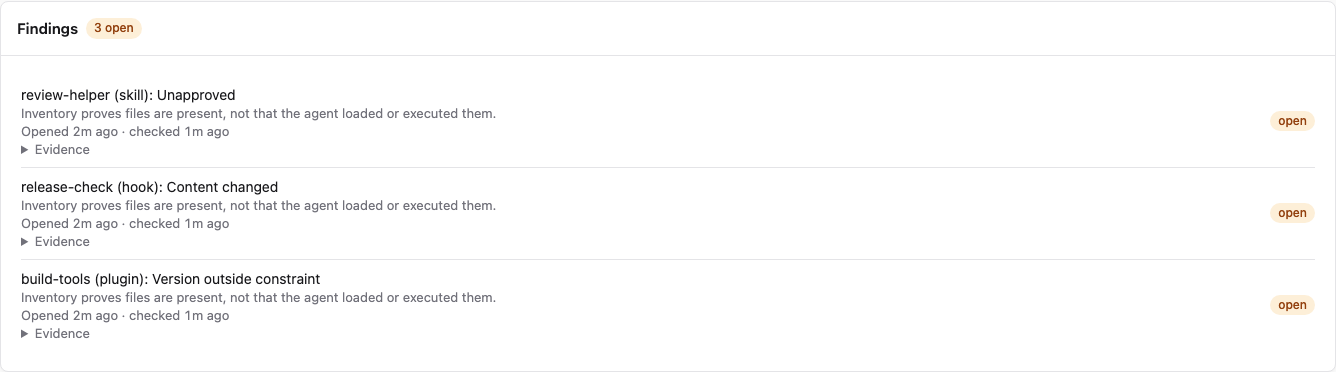 Findings 3 open
review-helper (skill): Unapproved
Inventory proves files are present, not that the agent loaded or executed them.
Opened 2m ago · checked 1m ago
Evidence
open
release-check (hook): Content changed
Inventory proves files are present, not that the agent loaded or executed them.
Opened 2m ago · checked 1m ago
Evidence
open
build-tools (plugin): Version outside constraint
Inventory proves files are present, not that the agent loaded or executed them.
Opened 2m ago · checked 1m ago
Evidence
open